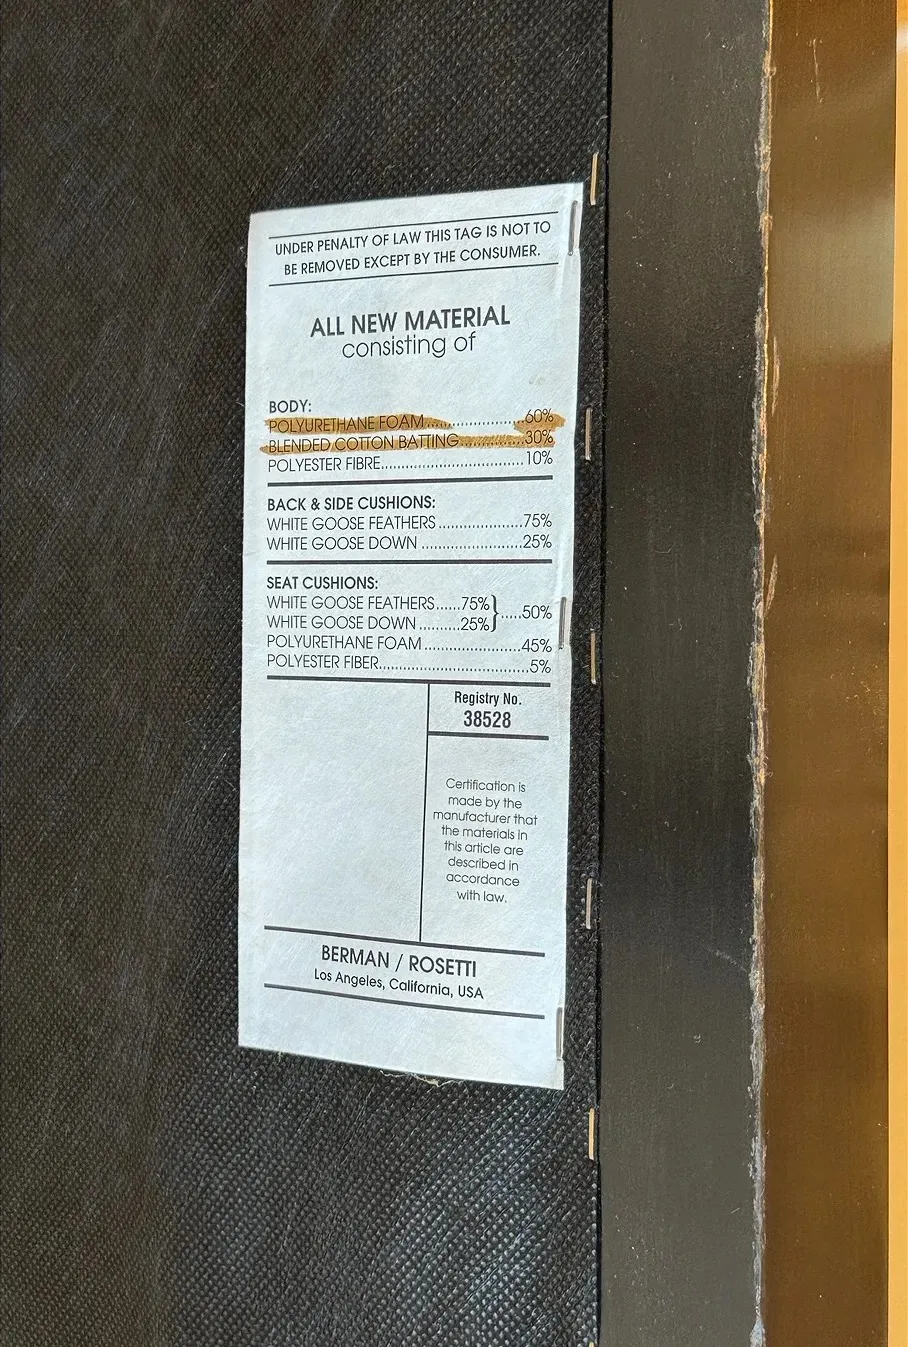 UNDER PENALTY OF LAW THIS TAG IS NOT TO
BE REMOVED EXCEPT BY THE CONSUMER.
ALL NEW MATERIAL
consisting of
BODY:
POLYURETHANE FOAM....................60%
BLENDED COTTON BATTING..............30%
POLYESTER FIBRE..............................10%
BACK & SIDE CUSHIONS:
WHITE GOOSE FEATHERS....................75%
WHITE GOOSE DOWN........................25%
SEAT CUSHIONS:
WHITE GOOSE FEATHERS......75%
WHITE GOOSE DOWN..........25%
}.....50%
POLYURETHANE FOAM.......................45%
POLYESTER FIBER................................5%
Registry No.
38528
Certification is
made by the
manufacturer that
the materials in
this article are
described in
accordance
with law.
BERMAN / ROSETTI
Los Angeles, California, USA